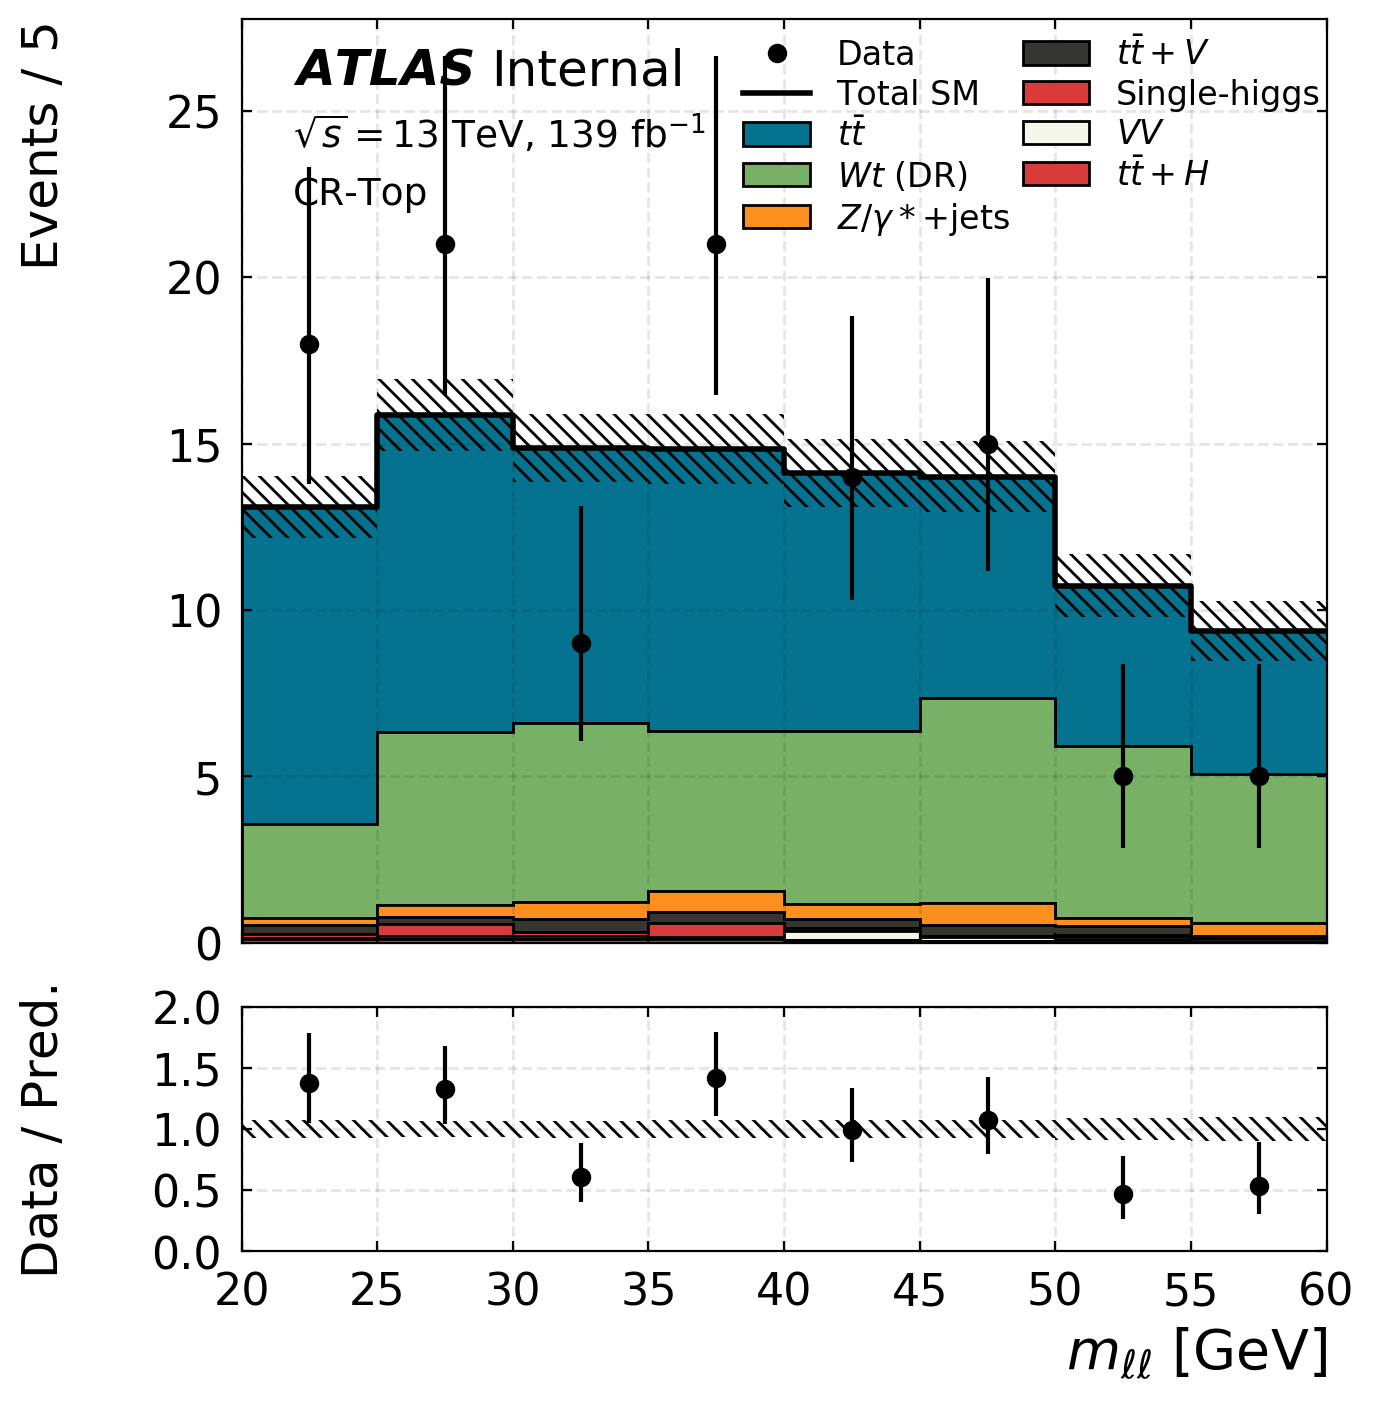 Events / 5
ATLAS Internal
√s = 13 TeV, 139 fb⁻¹
CR-Top
Data
Total SM
tt̄
Wt (DR)
Z/γ * +jets
tt̄ + V
Single-higgs
VV
tt̄ + H
25
20
15
10
5
0
Data / Pred.
2.0
1.5
1.0
0.5
0.0
20 25 30 35 40 45 50 55 60
mℓℓ [GeV]